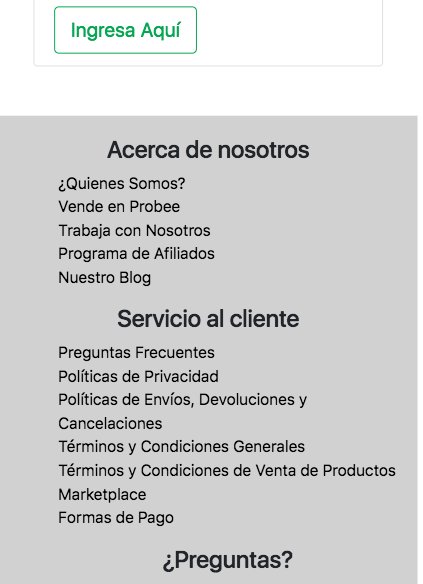 Ingresa Aquí
Acerca de nosotros
¿Quienes Somos?
Vende en Probee
Trabaja con Nosotros
Programa de Afiliados
Nuestro Blog
Servicio al cliente
Preguntas Frecuentes
Políticas de Privacidad
Políticas de Envíos, Devoluciones y
Cancelaciones
Términos y Condiciones Generales
Términos y Condiciones de Venta de Productos
Marketplace
Formas de Pago
¿Preguntas?